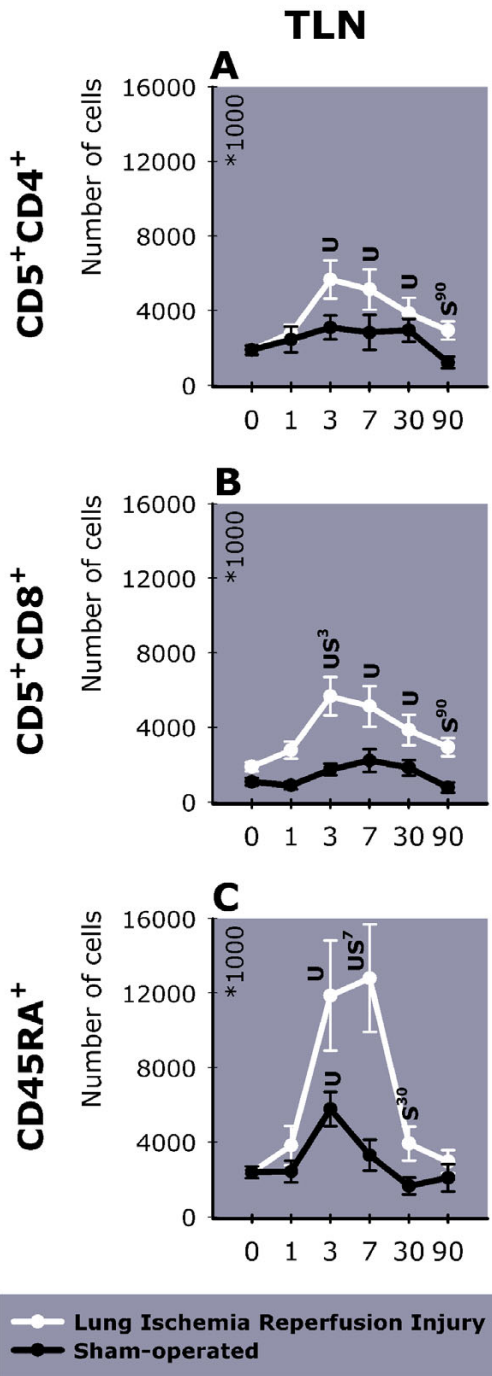 TLN
A
CD5⁺CD4⁺
Number of cells
*1000
16000
12000
8000
4000
0
U
U
U
S⁹⁰
0 1 3 7 30 90
B
CD5⁺CD8⁺
Number of cells
*1000
16000
12000
8000
4000
0
US³
U
U
S⁹⁰
0 1 3 7 30 90
C
CD45RA⁺
Number of cells
*1000
16000
12000
8000
4000
0
U
US⁷
U
S³⁰
0 1 3 7 30 90
Lung Ischemia Reperfusion Injury
Sham-operated